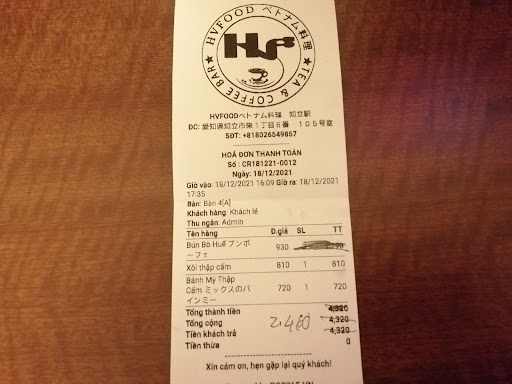 HVFOOD ベトナム料理
★ TEA & COFFEE BAR ★
HF
HVFOODベトナム料理 知立駅
ĐC: 愛知県知立市栄1丁目6番 105号室
SĐT: +818026549857
HOÁ ĐƠN THANH TOÁN
Số : CR181221-0012
Ngày: 18/12/2021
Giờ vào: 18/12/2021 16:09 Giờ ra: 18/12/2021
17:35
Bàn: Bàn 4[A]
Khách hàng: Khách lẻ
Thu ngân: Admin
Tên hàng Đ.giá SL TT
Bún Bò Huế ブンボ 930
ーフェ
Xôi thập cẩm 810 1 810
Bánh Mỳ Thập
Cẩm ミックスのバ 720 1 720
インミー
Tổng thành tiền 4,320
Tổng cộng 2,460 4,320
Tiền khách trả 4,320
Tiền thừa 0
Xin cảm ơn, hẹn gặp lại quý khách!